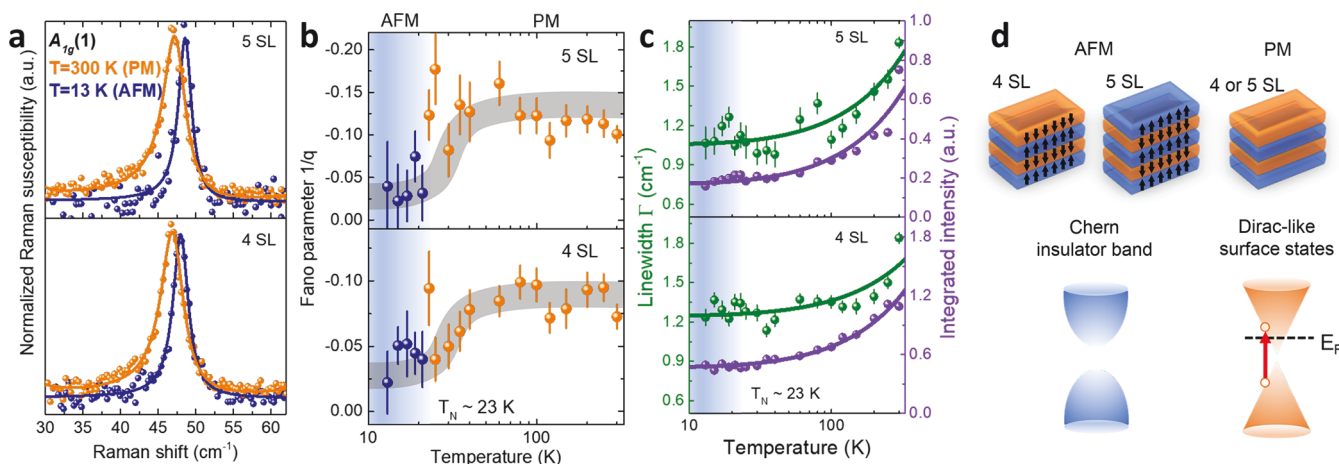 a
A1g(1)
5 SL
T=300 K (PM)
T=13 K (AFM)
4 SL
Normalized Raman susceptibility (a.u.)
30 35 40 45 50 55 60
Raman shift (cm-1)
b
AFM PM
5 SL
-0.20
-0.15
-0.10
-0.05
0.00
4 SL
-0.10
-0.05
0.00
TN ~ 23 K
Fano parameter 1/q
10 100
Temperature (K)
c
5 SL
1.8
1.5
1.2
0.9
0.6
1.0
0.8
0.6
0.4
0.2
0.0
4 SL
1.8
1.5
1.2
0.9
0.6
1.8
1.2
0.6
0.0
TN ~ 23 K
Linewidth Γ (cm-1)
Integrated intensity (a.u.)
10 100
Temperature (K)
d
AFM PM
4 SL 5 SL 4 or 5 SL
Chern
insulator band
Dirac-like
surface states
EF